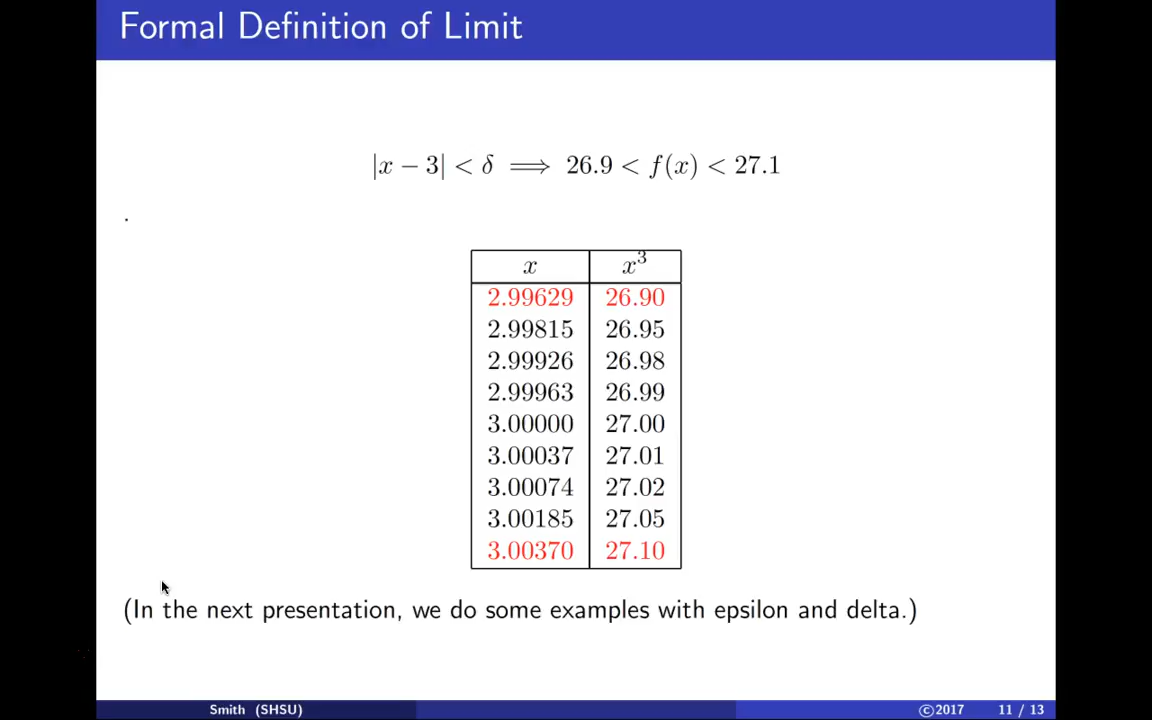 Formal Definition of Limit
|x − 3| < δ ⟹ 26.9 < f(x) < 27.1
.
x x³
2.99629 26.90
2.99815 26.95
2.99926 26.98
2.99963 26.99
3.00000 27.00
3.00037 27.01
3.00074 27.02
3.00185 27.05
3.00370 27.10
(In the next presentation, we do some examples with epsilon and delta.)
Smith (SHSU) ©2017 11 / 13